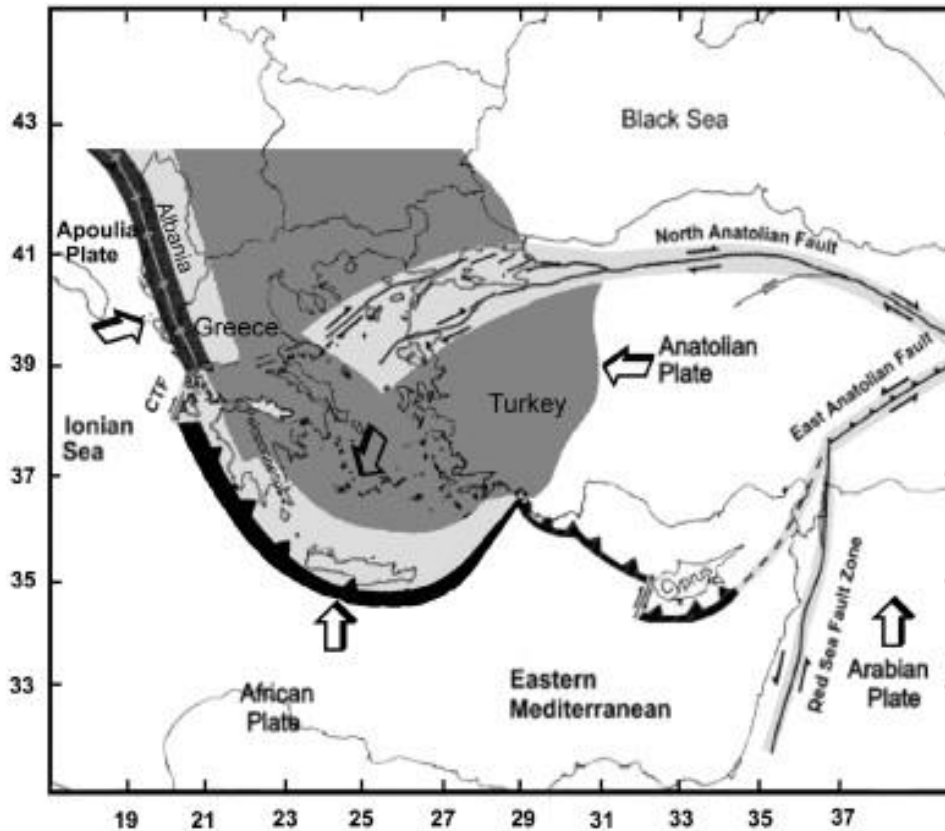 43
Black Sea
Albania
Apoulia
Plate
41
North Anatolian Fault
Greece
39
Anatolian
Plate
East Anatolian Fault
CTF
Turkey
Ionian
Sea
37
35
Cyprus
Red Sea Fault Zone
33
African
Plate
Eastern
Mediterranean
Arabian
Plate
19 21 23 25 27 29 31 33 35 37